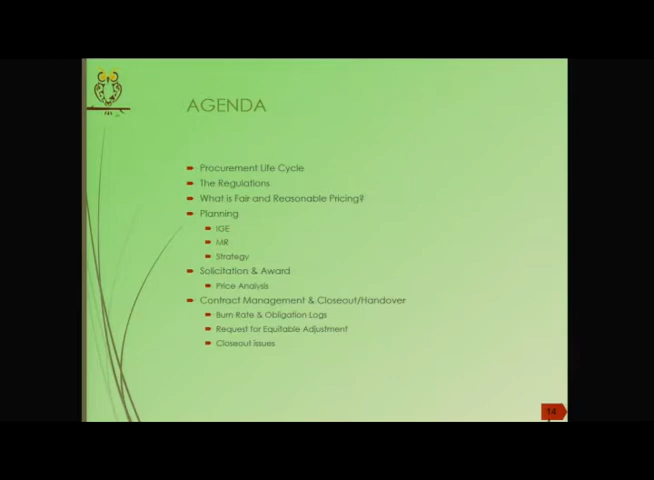 AGENDA
Procurement Life Cycle
The Regulations
What is Fair and Reasonable Pricing?
Planning
IGE
MR
Strategy
Solicitation & Award
Price Analysis
Contract Management & Closeout/Handover
Burn Rate & Obligation Logs
Request for Equitable Adjustment
Closeout issues
14